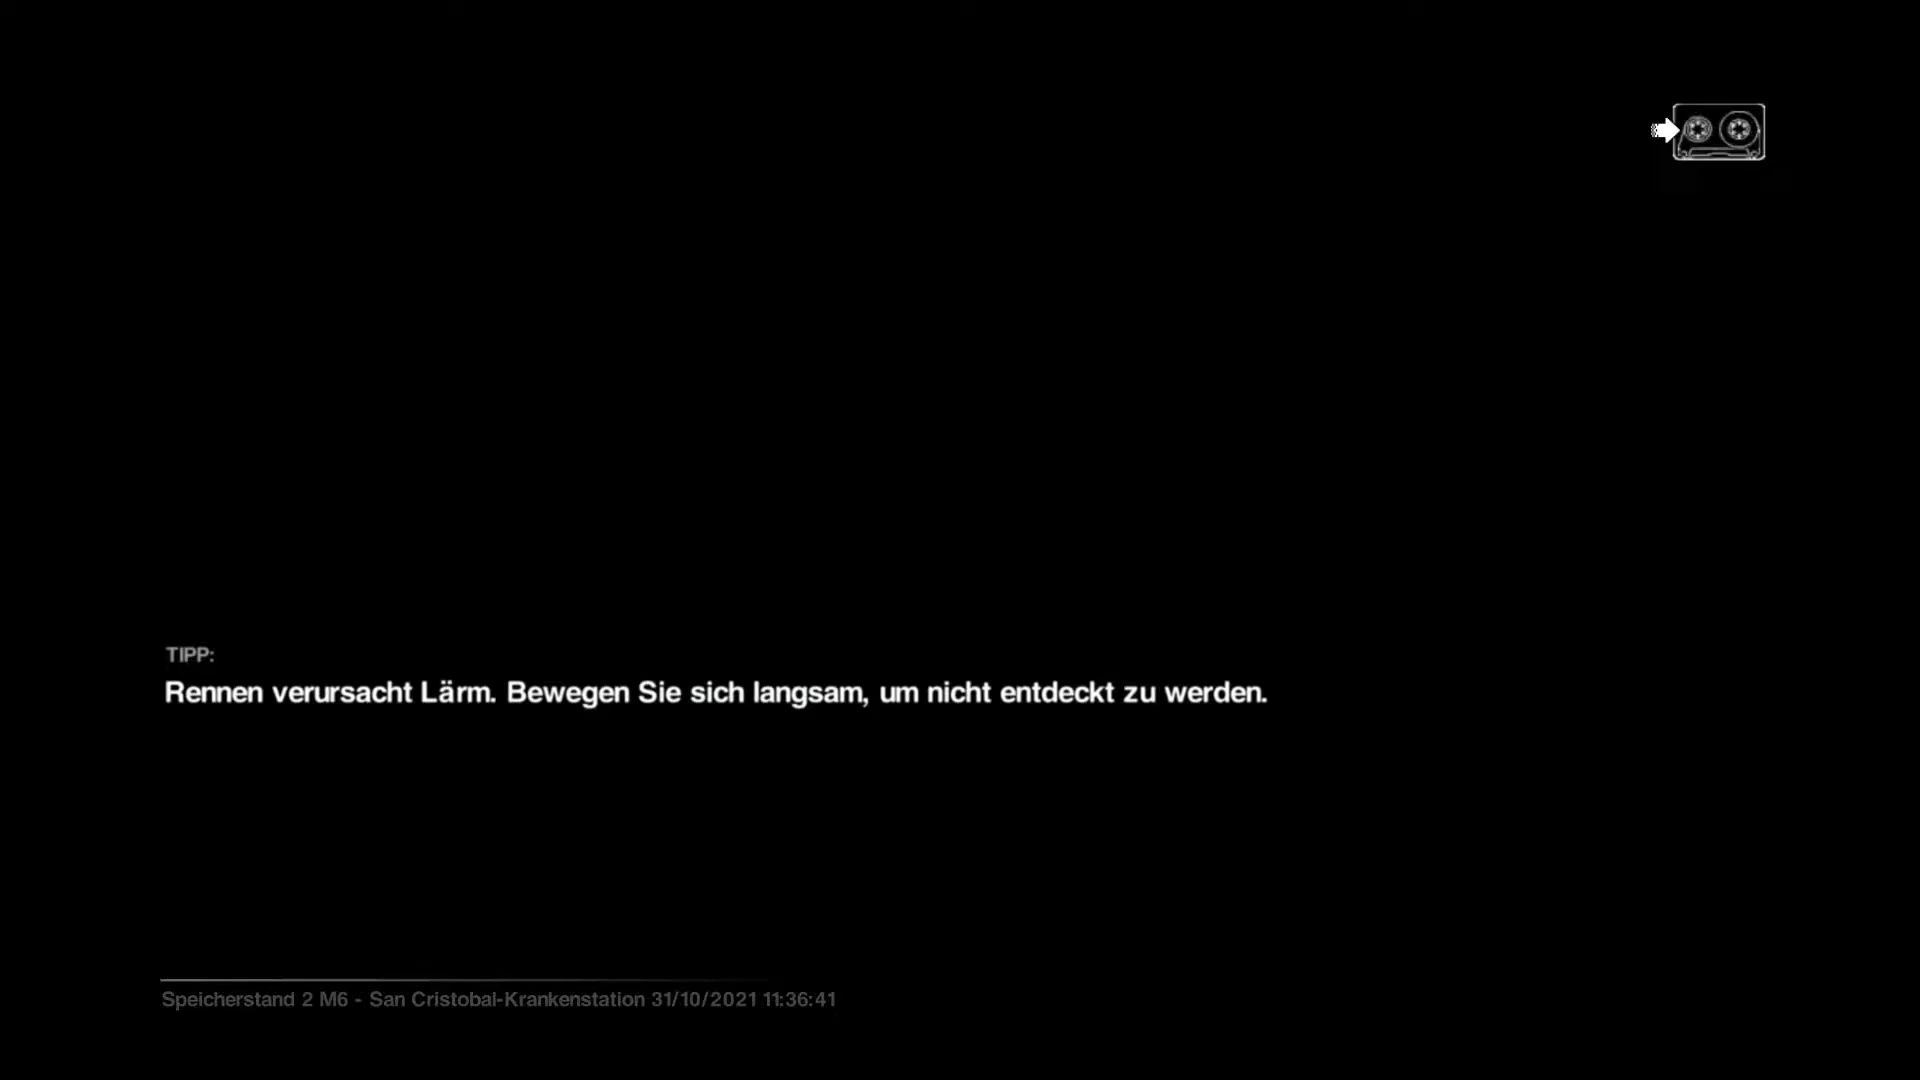 TIPP:
Rennen verursacht Lärm. Bewegen Sie sich langsam, um nicht entdeckt zu werden.
Speicherstand 2 M6 - San Cristobal-Krankenstation 31/10/2021 11:36:41